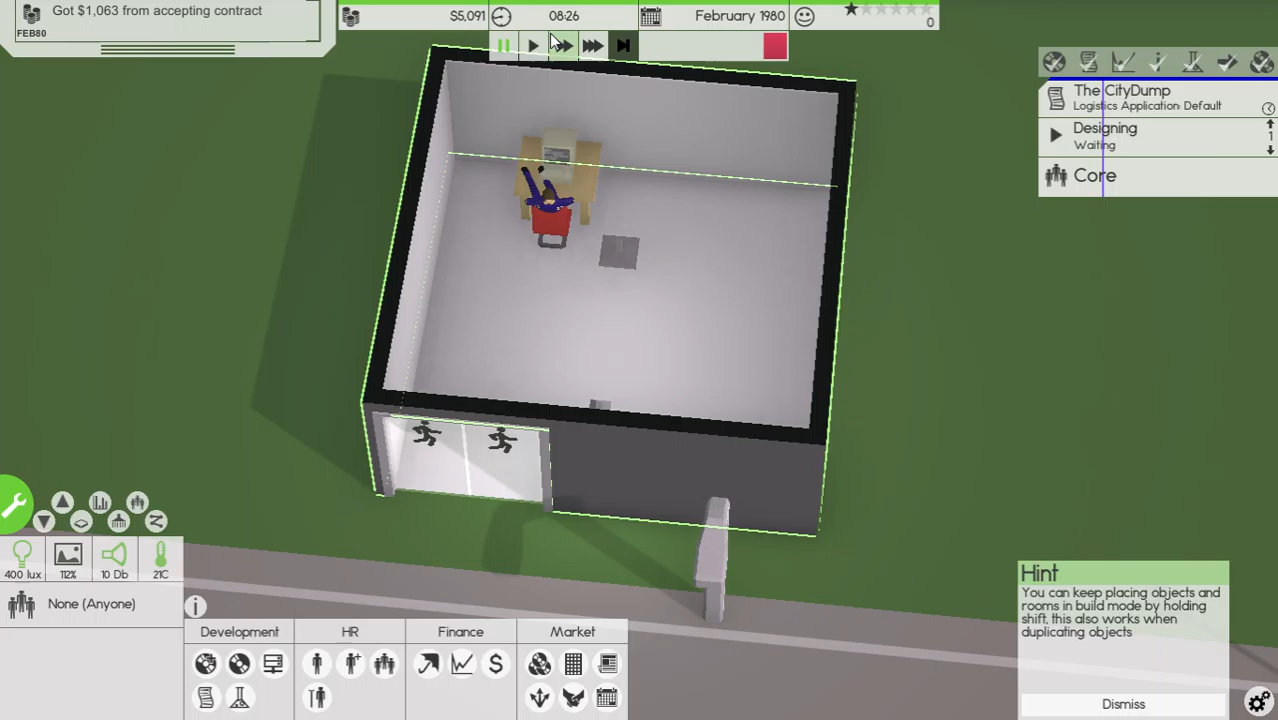 Got $1,063 from accepting contract
FEB80
$5,091
08:26
February 1980
0
The CityDump
Logistics Application: Default
Designing
1
Waiting
Core
400 lux
112%
10 Db
21C
None (Anyone)
Development
HR
Finance
Market
Hint
You can keep placing objects and
rooms in build mode by holding
shift, this also works when
duplicating objects
Dismiss